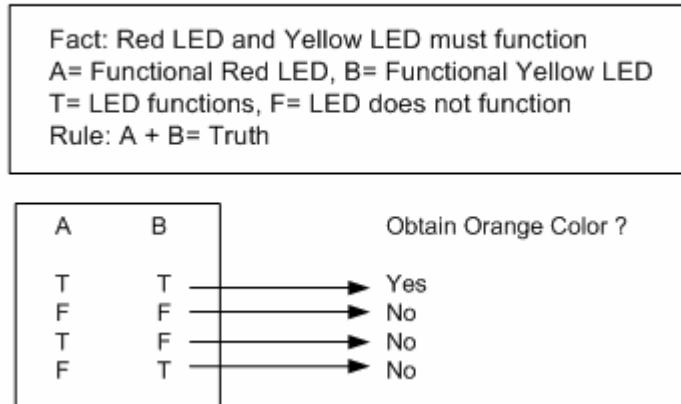 Fact: Red LED and Yellow LED must function
A= Functional Red LED, B= Functional Yellow LED
T= LED functions, F= LED does not function
Rule: A + B= Truth
A B Obtain Orange Color ?
T T Yes
F F No
T F No
F T No